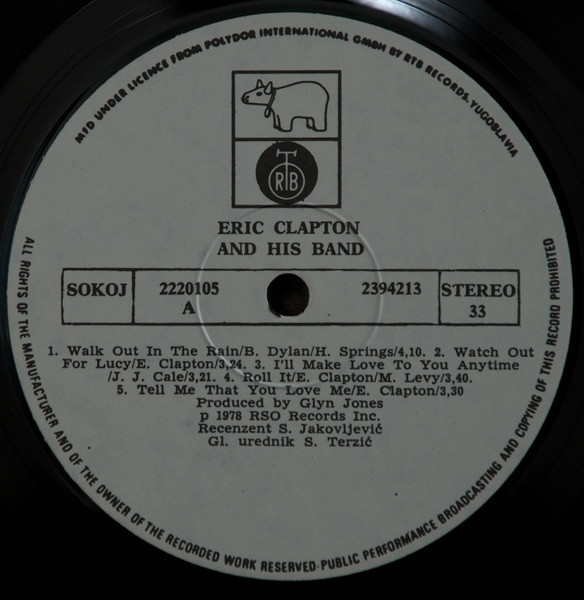 MFD UNDER LICENCE FROM POLYDOR INTERNATIONAL GMBH BY RTB RECORDS, YUGOSLAVIA
RTB
ERIC CLAPTON
AND HIS BAND
SOKOJ 2220105 2394213 STEREO
A 33
1. Walk Out In The Rain/B. Dylan/H. Springs/4,10. 2. Watch Out
For Lucy/E. Clapton/3,24. 3. I'll Make Love To You Anytime
/J. J. Cale/3,21. 4. Roll It/E. Clapton/M. Levy/3,40.
5. Tell Me That You Love Me/E. Clapton/3,30
Produced by Glyn Jones
p 1978 RSO Records Inc.
Recenzent S. Jakovljević
Gl. urednik S. Terzić
ALL RIGHTS OF THE MANUFACTURER AND OF THE OWNER OF THE RECORDED WORK RESERVED·PUBLIC PERFORMANCE BROADCASTING AND COPYING OF THIS RECORD PROHIBITED